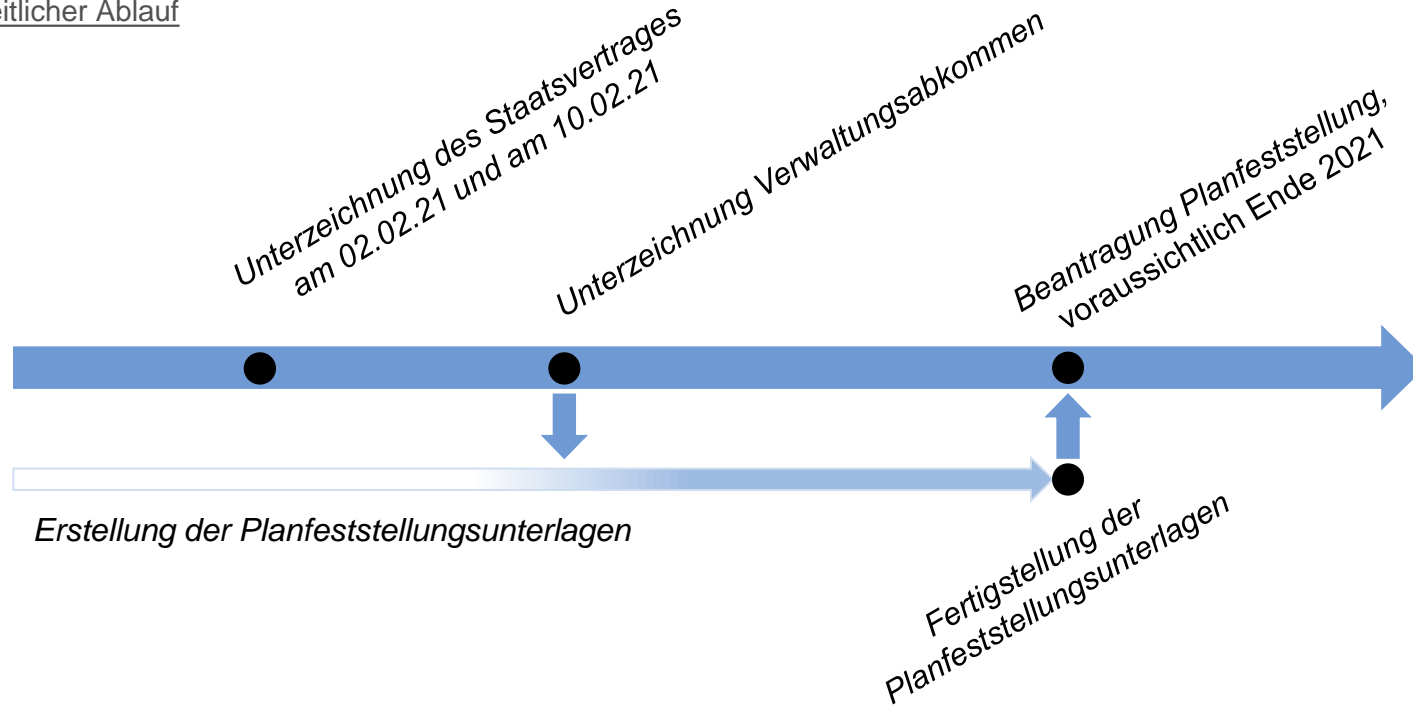 eitlicher Ablauf
Unterzeichnung des Staatsvertrages
am 02.02.21 und am 10.02.21
Unterzeichnung Verwaltungsabkommen
Beantragung Planfeststellung,
voraussichtlich Ende 2021
Erstellung der Planfeststellungsunterlagen
Fertigstellung der
Planfeststellungsunterlagen